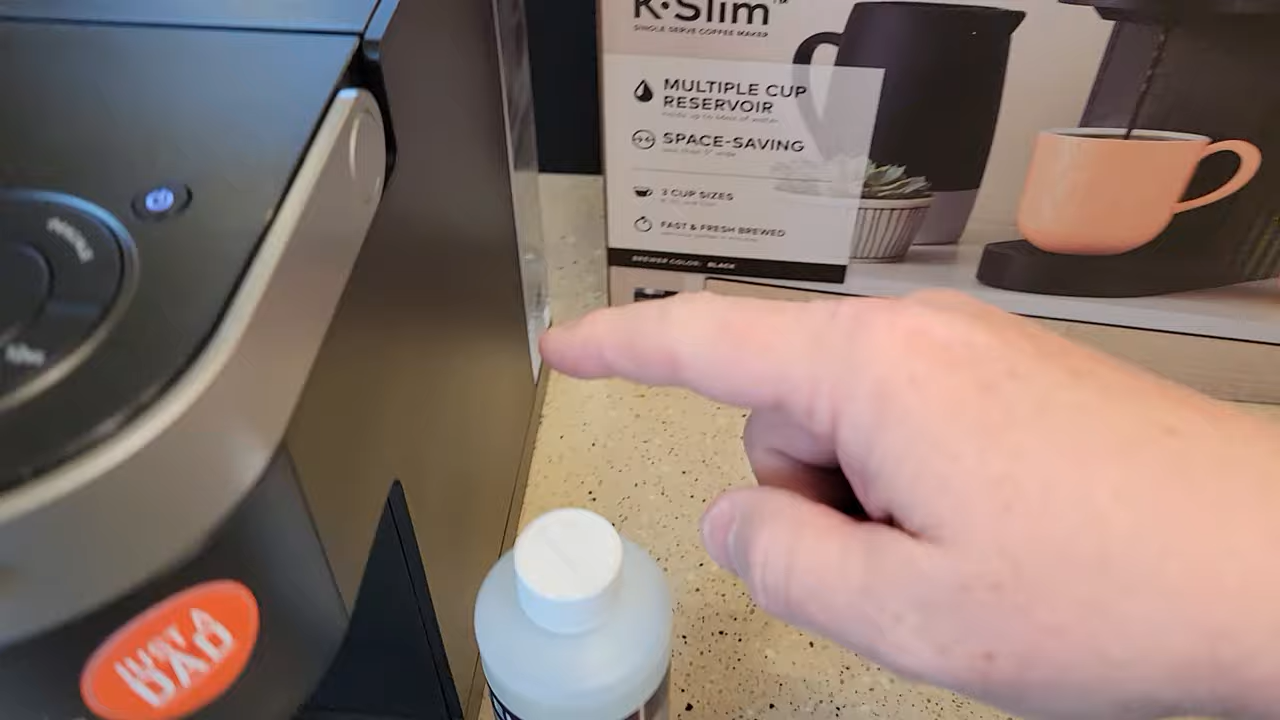 K·Slim™
SINGLE SERVE COFFEE MAKER
MULTIPLE CUP
RESERVOIR
SPACE-SAVING
3 CUP SIZES
FAST & FRESH BREWED
BREWER COLOR: BLACK
JUST A
DAD